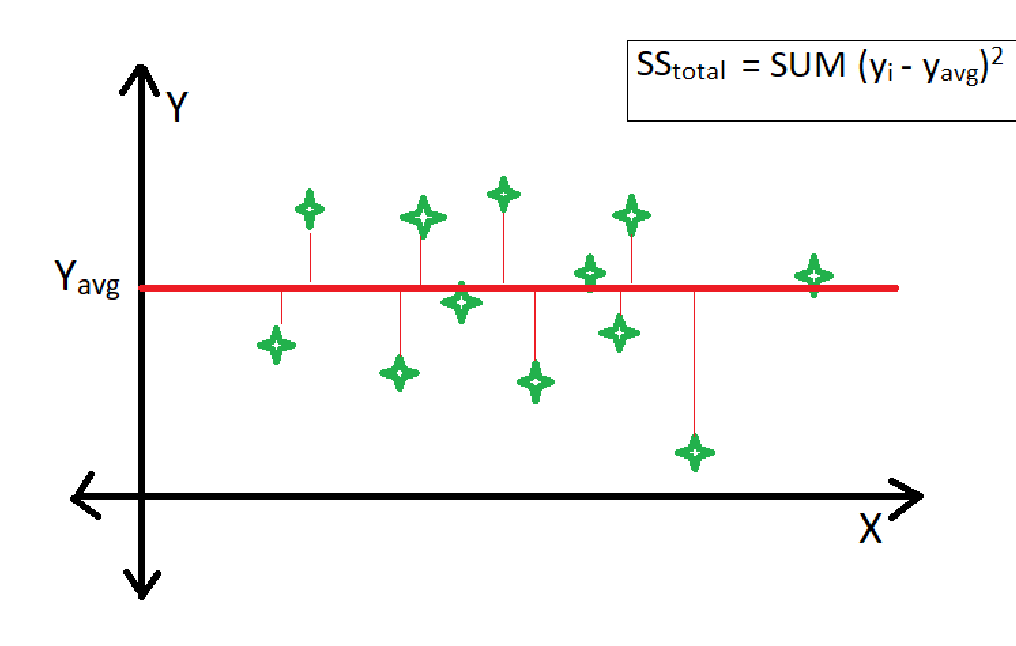 SStotal = SUM (yi - yavg)2
Y
Yavg
X